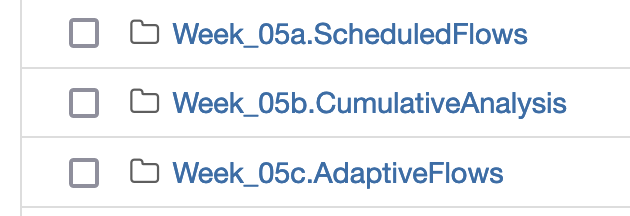 Week_05a.ScheduledFlows
Week_05b.CumulativeAnalysis
Week_05c.AdaptiveFlows